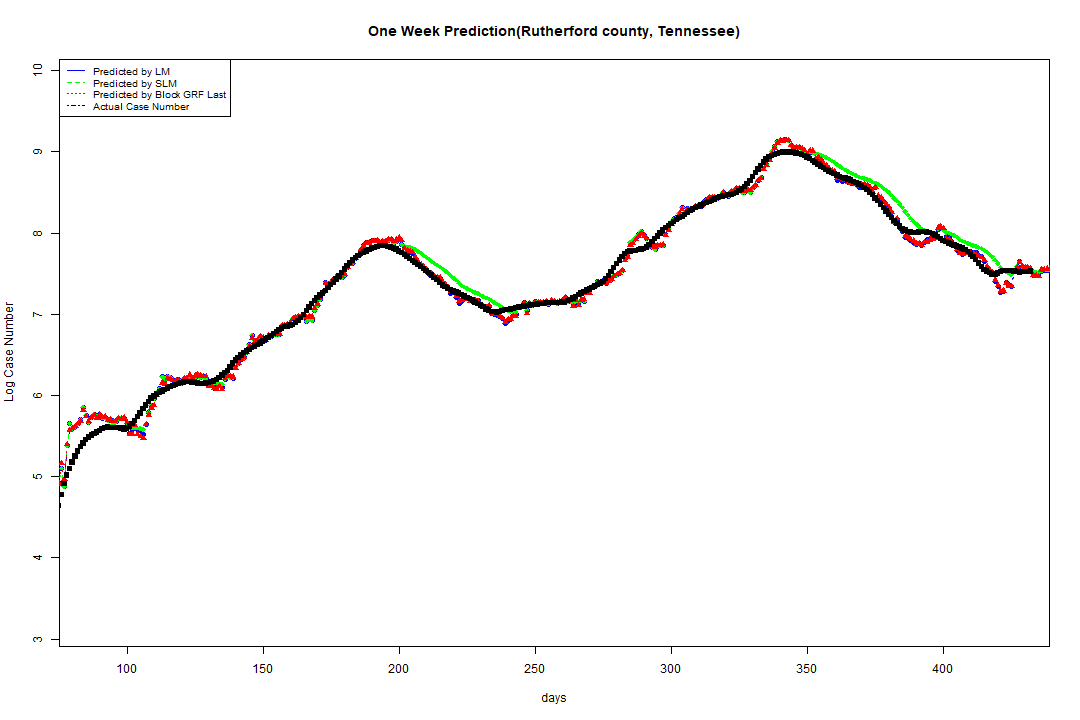 One Week Prediction(Rutherford county, Tennessee)
Predicted by LM
Predicted by SLM
Predicted by Block GRF Last
Actual Case Number
10
9
8
7
6
5
4
3
Log Case Number
100 150 200 250 300 350 400
days